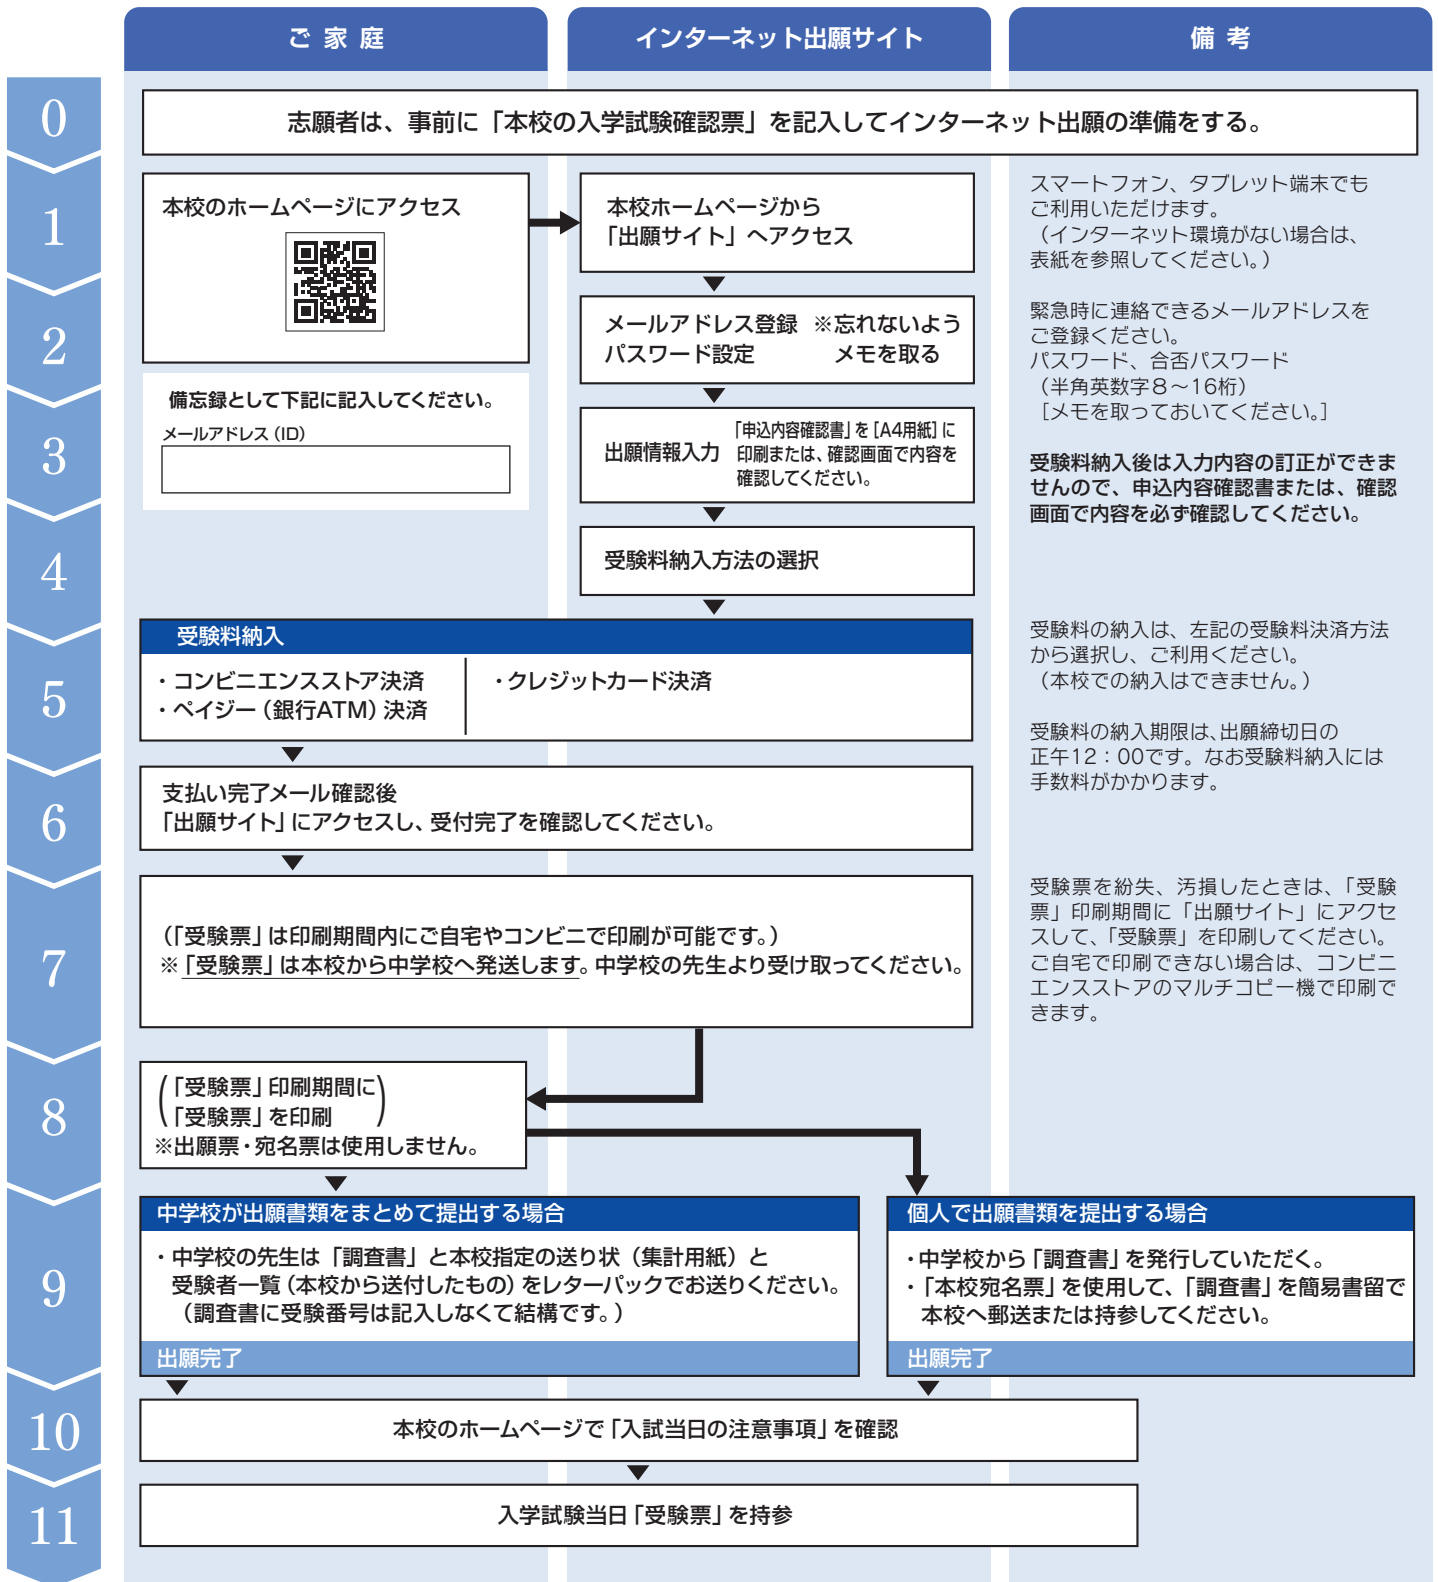 ご家庭
インターネット出願サイト
備考
0
志願者は、事前に「本校の入学試験確認票」を記入してインターネット出願の準備をする。
1
本校のホームページにアクセス
本校ホームページから
「出願サイト」へアクセス
スマートフォン、タブレット端末でも
ご利用いただけます。
（インターネット環境がない場合は、
表紙を参照してください。）
2
メールアドレス登録 ※忘れないよう
パスワード設定 メモを取る
緊急時に連絡できるメールアドレスを
ご登録ください。
パスワード、合否パスワード
（半角英数字８～16桁）
［メモを取っておいてください。］
3
備忘録として下記に記入してください。
メールアドレス（ID）
出願情報入力
「申込内容確認書」を［A4用紙］に
印刷または、確認画面で内容を
確認してください。
受験料納入後は入力内容の訂正ができま
せんので、申込内容確認書または、確認
画面で内容を必ず確認してください。
4
受験料納入方法の選択
5
受験料納入
・コンビニエンスストア決済
・ペイジー（銀行ATM）決済
・クレジットカード決済
受験料の納入は、左記の受験料決済方法
から選択し、ご利用ください。
（本校での納入はできません。）
受験料の納入期限は、出願締切日の
正午12：00です。なお受験料納入には
手数料がかかります。
6
支払い完了メール確認後
「出願サイト」にアクセスし、受付完了を確認してください。
7
（「受験票」は印刷期間内にご自宅やコンビニで印刷が可能です。）
※「受験票」は本校から中学校へ発送します。中学校の先生より受け取ってください。
受験票を紛失、汚損したときは、「受験
票」印刷期間に「出願サイト」にアクセ
スして、「受験票」を印刷してください。
ご自宅で印刷できない場合は、コンビニ
エンスストアのマルチコピー機で印刷で
きます。
8
（「受験票」印刷期間に
「受験票」を印刷）
※出願票・宛名票は使用しません。
9
中学校が出願書類をまとめて提出する場合
・中学校の先生は「調査書」と本校指定の送り状（集計用紙）と
受験者一覧（本校から送付したもの）をレターパックでお送りください。
（調査書に受験番号は記入しなくて結構です。）
出願完了
個人で出願書類を提出する場合
・中学校から「調査書」を発行していただく。
・「本校宛名票」を使用して、「調査書」を簡易書留で
本校へ郵送または持参してください。
出願完了
10
本校のホームページで「入試当日の注意事項」を確認
11
入学試験当日「受験票」を持参